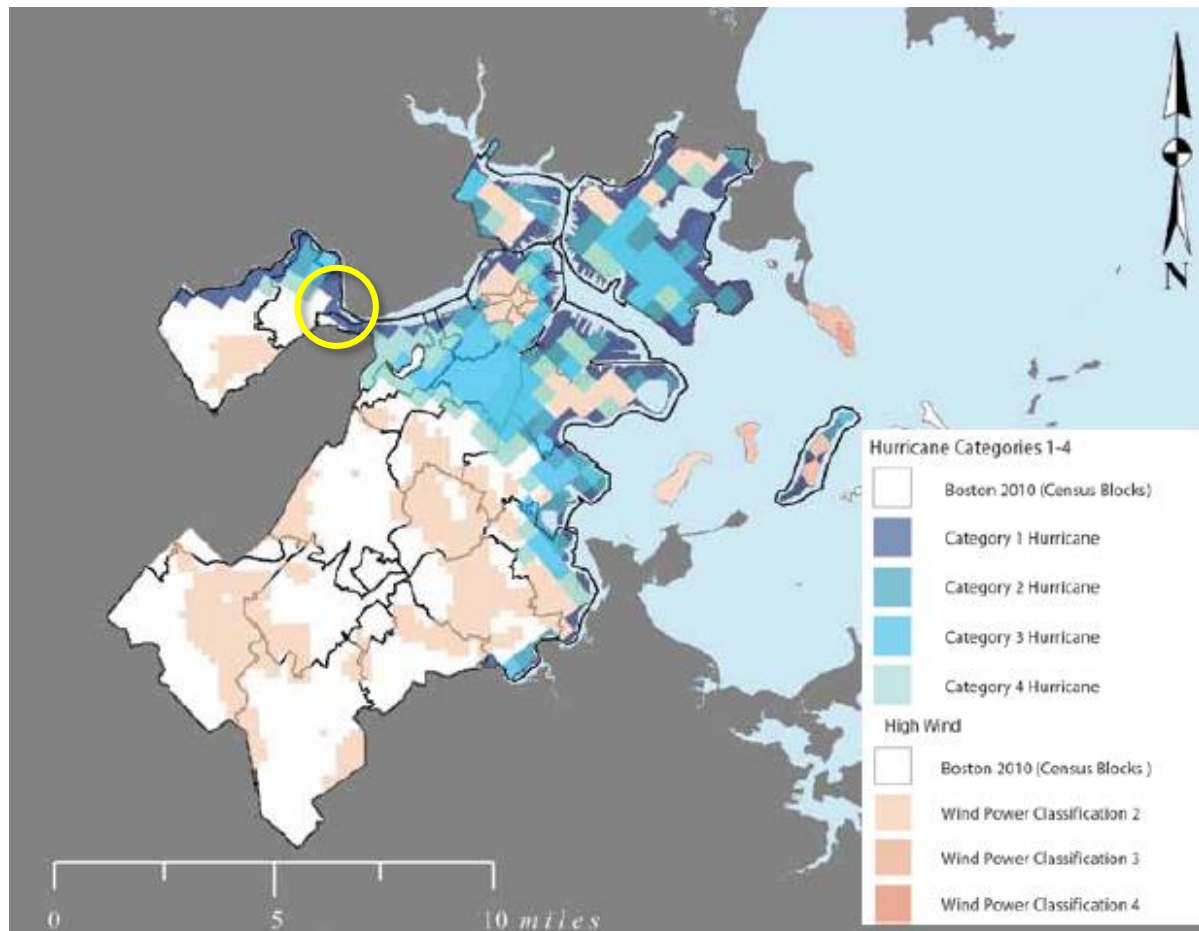 N
Hurricane Categories 1-4
Boston 2010 (Census Blocks)
Category 1 Hurricane
Category 2 Hurricane
Category 3 Hurricane
Category 4 Hurricane
High Wind
Boston 2010 (Census Blocks )
Wind Power Classification 2
Wind Power Classification 3
Wind Power Classification 4
0 5 10 miles